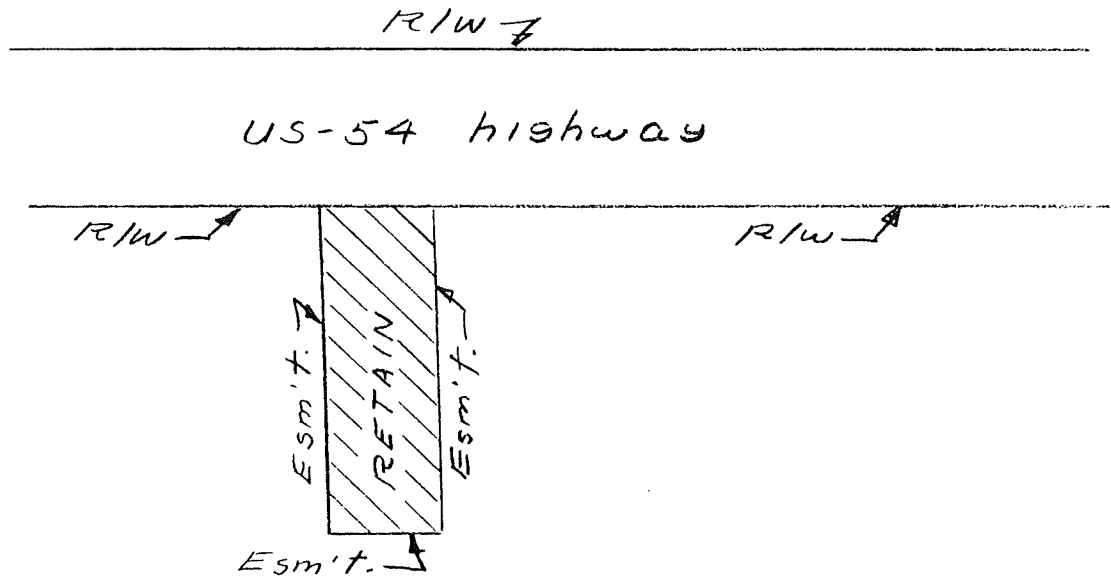 R/W
US-54 highway
R/W
R/W
Esm't.
RETAIN
Esm't.
Esm't.